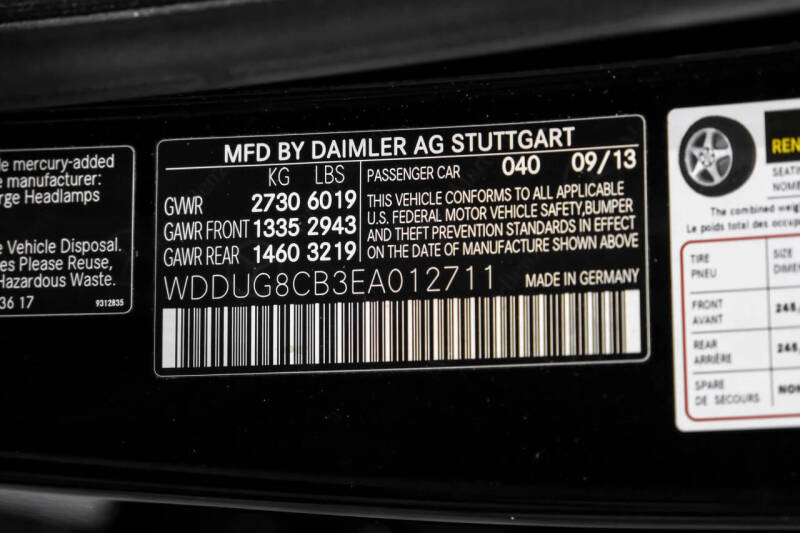 le mercury-added
e manufacturer:
rge Headlamps
e Vehicle Disposal.
es Please Reuse,
Hazardous Waste.
36 17
9312835
MFD BY DAIMLER AG STUTTGART
KG LBS
GWR 2730 6019
GAWR FRONT 1335 2943
GAWR REAR 1460 3219
PASSENGER CAR 040 09/13
THIS VEHICLE CONFORMS TO ALL APPLICABLE
U.S. FEDERAL MOTOR VEHICLE SAFETY,BUMPER
AND THEFT PREVENTION STANDARDS IN EFFECT
ON THE DATE OF MANUFACTURE SHOWN ABOVE
WDDUG8CB3EA012711 MADE IN GERMANY
REN
SEATI
NOMB
The combined weig
Le poids total des occup
TIRE SIZE
PNEU DIME
FRONT 245
AVANT
REAR 245
ARRIÈRE
SPARE NON
DE SECOURS